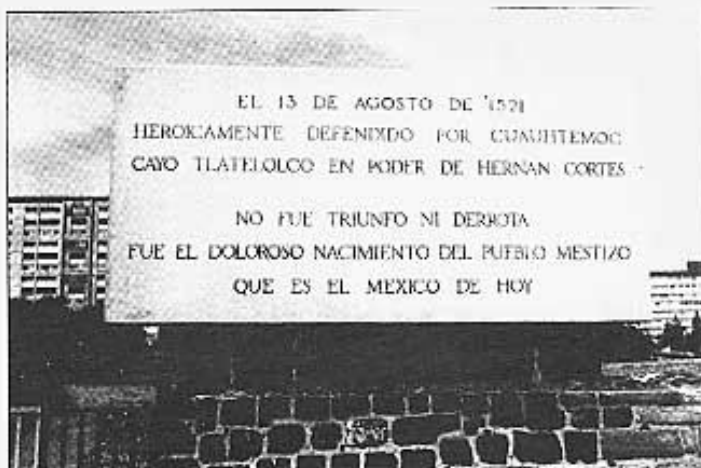 EL 13 DE AGOSTO DE 1521
HEROICAMENTE DEFENDIDO POR CUAUHTEMOC
CAYO TLATELOLCO EN PODER DE HERNAN CORTES
NO FUE TRIUNFO NI DERROTA
FUE EL DOLOROSO NACIMIENTO DEL PUEBLO MESTIZO
QUE ES EL MEXICO DE HOY